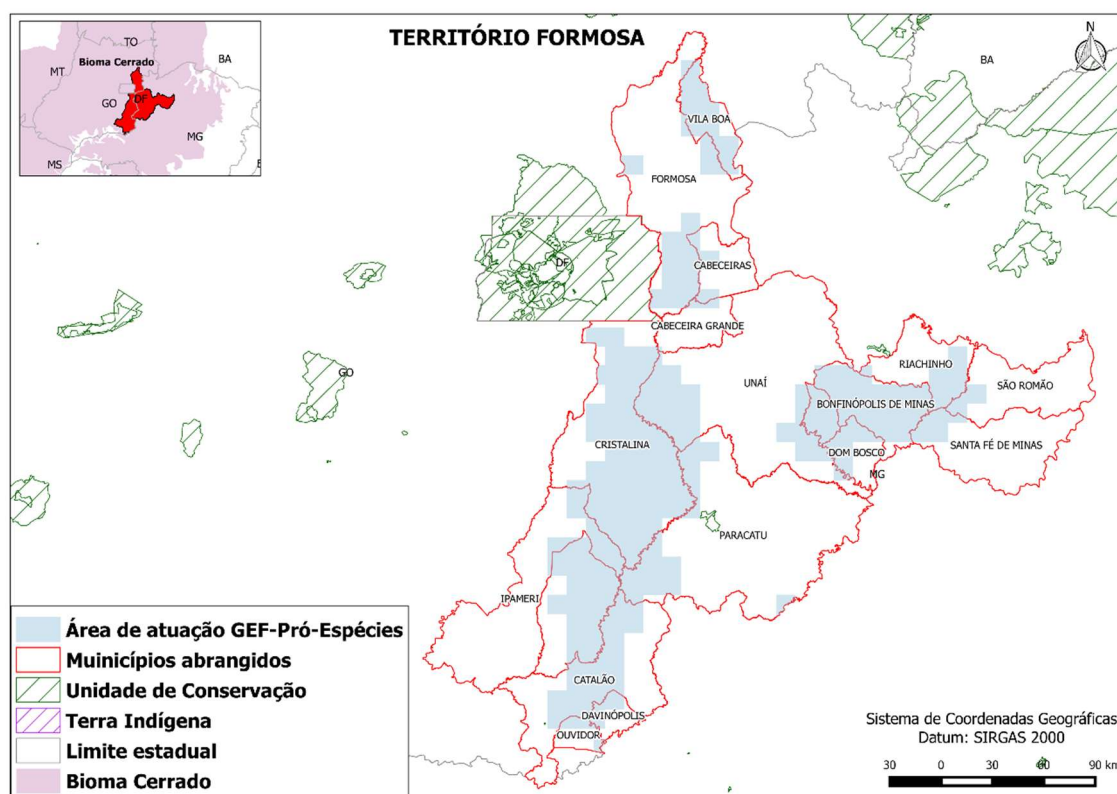 TERRITÓRIO FORMOSA
N
TO
Bioma Cerrado
MT
BA
GO
DF
MG
MS
BA
VILA BOA
FORMOSA
DF
CABECEIRAS
CABECEIRA GRANDE
RIACHINHO
GO
UNAÍ
SÃO ROMÃO
BONFINÓPOLIS DE MINAS
CRISTALINA
SANTA FÉ DE MINAS
DOM BOSCO
MG
PARACATU
IPAMERI
CATALÃO
DAVINÓPOLIS
OUVIDOR
Área de atuação GEF-Pró-Espécies
Muinicípios abrangidos
Unidade de Conservação
Terra Indígena
Limite estadual
Bioma Cerrado
Sistema de Coordenadas Geográficas
Datum: SIRGAS 2000
30 0 30 60 90 km